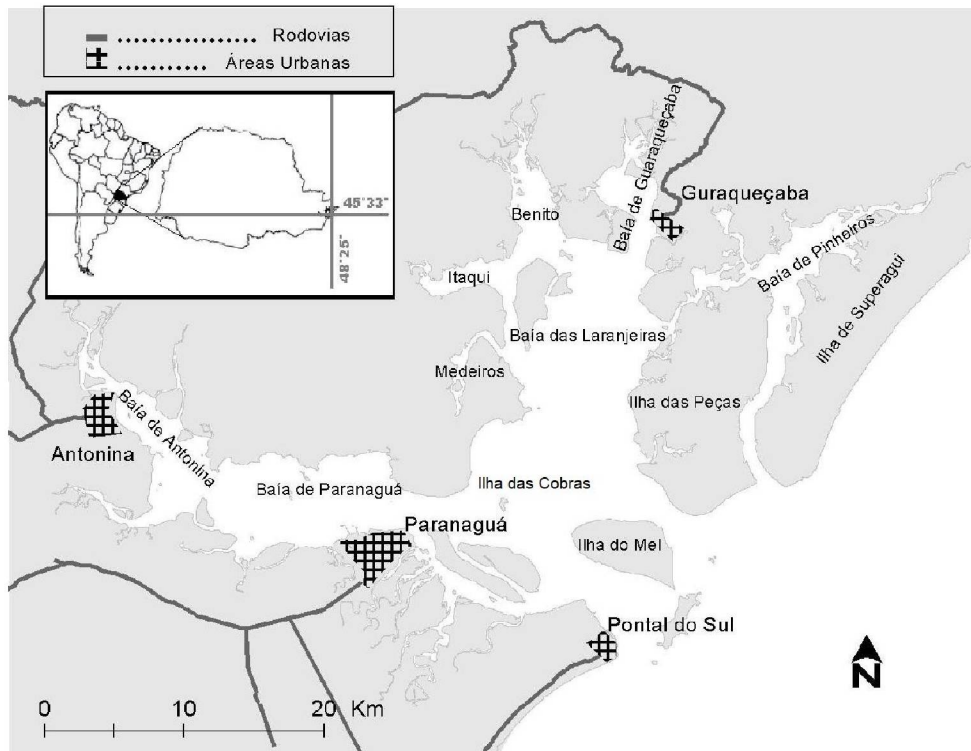 Rodovias
Áreas Urbanas
45°33"
48°25"
Baía de Guaraqueçaba
Guraqueçaba
Benito
Baía de Pinheiros
Itaqui
Ilha de Superagui
Baía das Laranjeiras
Medeiros
Ilha das Peças
Baía de Antonina
Antonina
Baía de Paranaguá
Ilha das Cobras
Paranaguá
Ilha do Mel
Pontal do Sul
N
0 10 20 Km